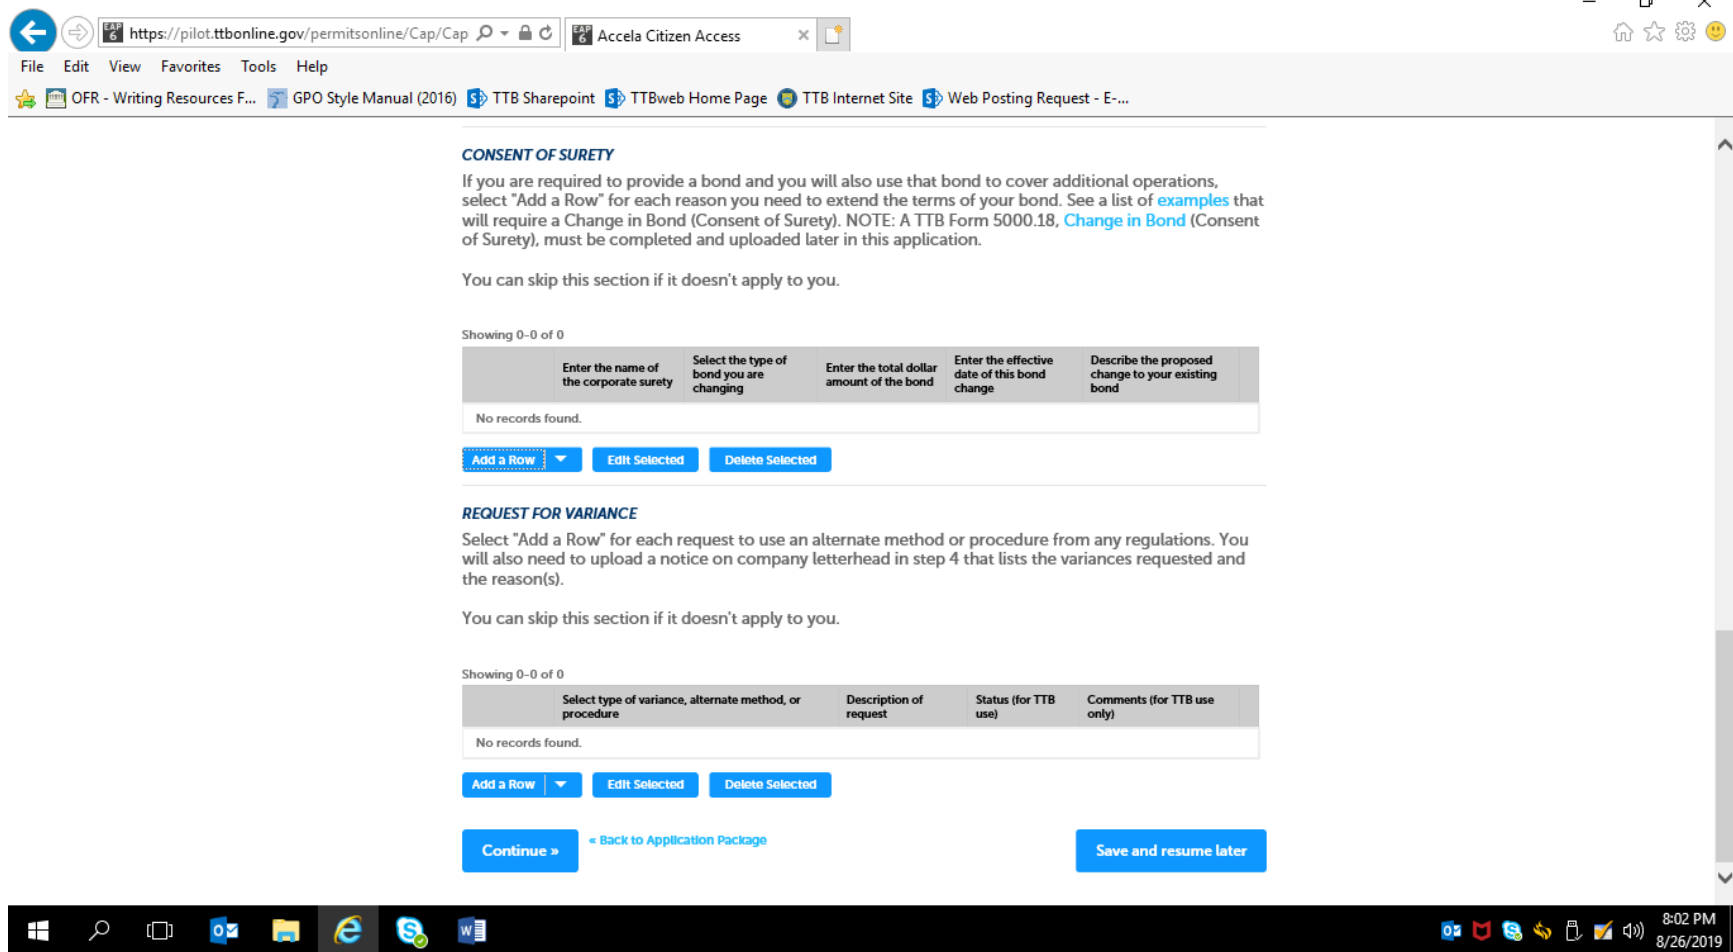 https://pilot.ttbonline.gov/permitsonline/Cap/Cap
EAP 6 Accela Citizen Access
File Edit View Favorites Tools Help
OFR - Writing Resources F... GPO Style Manual (2016) TTB Sharepoint TTBweb Home Page TTB Internet Site Web Posting Request - E-...
CONSENT OF SURETY
If you are required to provide a bond and you will also use that bond to cover additional operations,
select "Add a Row" for each reason you need to extend the terms of your bond. See a list of examples that
will require a Change in Bond (Consent of Surety). NOTE: A TTB Form 5000.18, Change in Bond (Consent
of Surety), must be completed and uploaded later in this application.
You can skip this section if it doesn't apply to you.
Showing 0-0 of 0
Enter the name of the corporate surety
Select the type of bond you are changing
Enter the total dollar amount of the bond
Enter the effective date of this bond change
Describe the proposed change to your existing bond
No records found.
Add a Row Edit Selected Delete Selected
REQUEST FOR VARIANCE
Select "Add a Row" for each request to use an alternate method or procedure from any regulations. You
will also need to upload a notice on company letterhead in step 4 that lists the variances requested and
the reason(s).
You can skip this section if it doesn't apply to you.
Showing 0-0 of 0
Select type of variance, alternate method, or procedure
Description of request
Status (for TTB use)
Comments (for TTB use only)
No records found.
Add a Row Edit Selected Delete Selected
Continue » « Back to Application Package Save and resume later
8:02 PM
8/26/2019